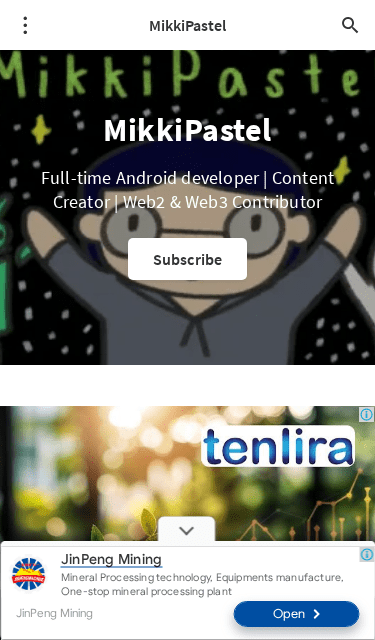 MikkiPastel
MikkiPaste
MikkiPastel
Full-time Android developer | Content
Creator | Web2 & Web3 Contributor
Subscribe
tenlira
JinPeng Mining
Mineral Processing technology, Equipments manufacture,
One-stop mineral processing plant
JinPeng Mining
Open